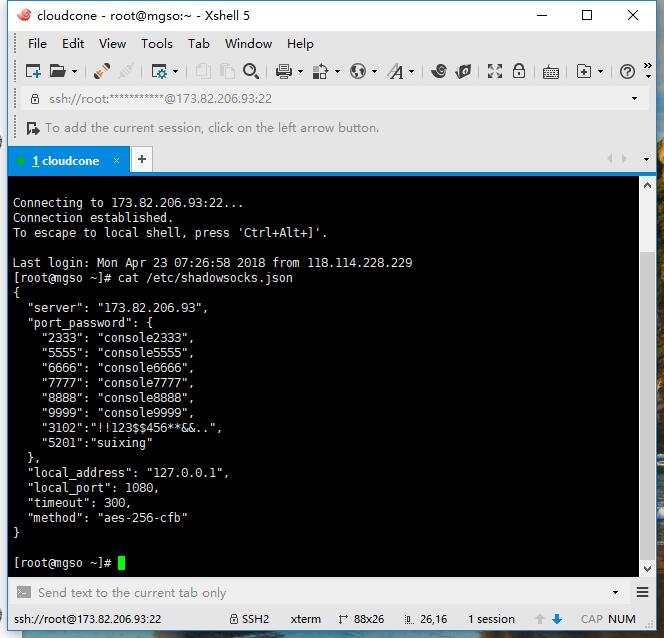 cloudcone - root@mgso:~ - Xshell 5
File Edit View Tools Tab Window Help
ssh://root:***********@173.82.206.93:22
To add the current session, click on the left arrow button.
1 cloudcone
Connecting to 173.82.206.93:22...
Connection established.
To escape to local shell, press 'Ctrl+Alt+]'.
Last login: Mon Apr 23 07:26:58 2018 from 118.114.228.229
[root@mgso ~]# cat /etc/shadowsocks.json
{
"server": "173.82.206.93",
"port_password": {
"2333": "console2333",
"5555": "console5555",
"6666": "console6666",
"7777": "console7777",
"8888": "console8888",
"9999": "console9999",
"3102":"!!123$$456**&&..",
"5201":"suixing"
},
"local_address": "127.0.0.1",
"local_port": 1080,
"timeout": 300,
"method": "aes-256-cfb"
}
[root@mgso ~]#
Send text to the current tab only
ssh://root@173.82.206.93:22 SSH2 xterm 88x26 26,16 1 session CAP NUM